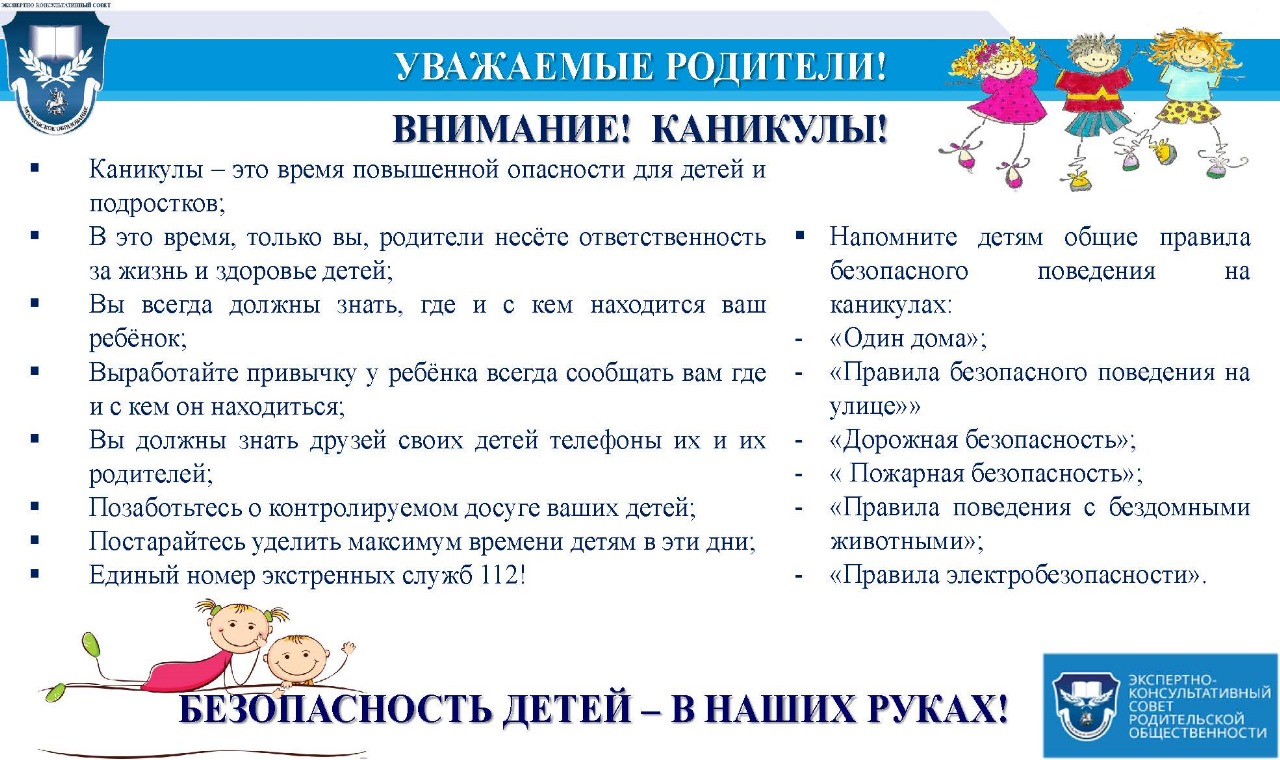 ЭКСПЕРТНО КОНСУЛЬТАТИВНЫЙ СОВЕТ
МОСКОВСКОЕ ОБРАЗОВАНИЕ
УВАЖАЕМЫЕ РОДИТЕЛИ!
ВНИМАНИЕ! КАНИКУЛЫ!
▪ Каникулы – это время повышенной опасности для детей и
подростков;
▪ В это время, только вы, родители несёте ответственность
за жизнь и здоровье детей;
▪ Вы всегда должны знать, где и с кем находится ваш
ребёнок;
▪ Выработайте привычку у ребёнка всегда сообщать вам где
и с кем он находиться;
▪ Вы должны знать друзей своих детей телефоны их и их
родителей;
▪ Позаботьтесь о контролируемом досуге ваших детей;
▪ Постарайтесь уделить максимум времени детям в эти дни;
▪ Единый номер экстренных служб 112!
▪ Напомните детям общие правила
безопасного поведения на
каникулах:
- «Один дома»;
- «Правила безопасного поведения на
улице»»
- «Дорожная безопасность»;
- « Пожарная безопасность»;
- «Правила поведения с бездомными
животными»;
- «Правила электробезопасности».
БЕЗОПАСНОСТЬ ДЕТЕЙ – В НАШИХ РУКАХ!
ЭКСПЕРТНО-
КОНСУЛЬТАТИВНЫЙ
СОВЕТ
РОДИТЕЛЬСКОЙ
ОБЩЕСТВЕННОСТИ